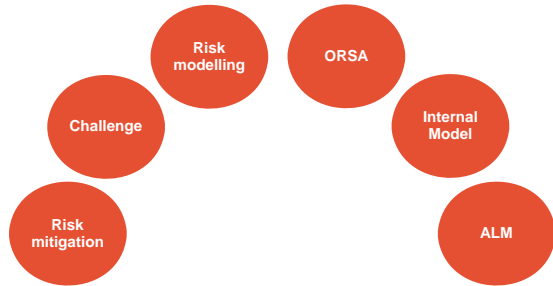 Risk
modelling
ORSA
Challenge
Internal
Model
Risk
mitigation
ALM